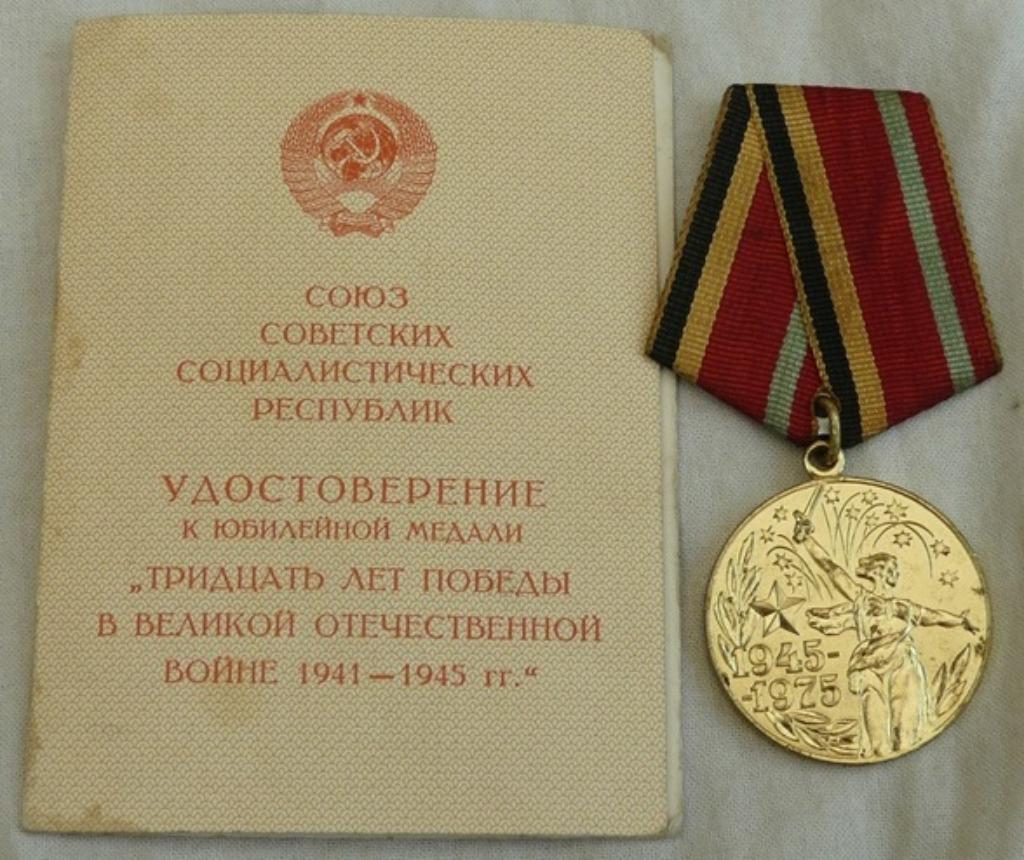 СОЮЗ
СОВЕТСКИХ
СОЦИАЛИСТИЧЕСКИХ
РЕСПУБЛИК
УДОСТОВЕРЕНИЕ
К ЮБИЛЕЙНОЙ МЕДАЛИ
„ТРИДЦАТЬ ЛЕТ ПОБЕДЫ
В ВЕЛИКОЙ ОТЕЧЕСТВЕННОЙ
ВОЙНЕ 1941—1945 гг.“
1945-
-1975